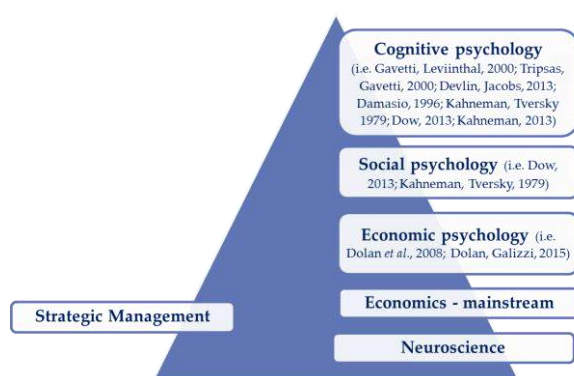 Cognitive psychology
(i.e. Gavetti, Leviinthal, 2000; Tripsas,
Gavetti, 2000; Devlin, Jacobs, 2013;
Damasio, 1996; Kahneman, Tversky
1979; Dow, 2013; Kahneman, 2013)
Social psychology (i.e. Dow,
2013; Kahneman, Tversky, 1979)
Economic psychology (i.e.
Dolan et al., 2008; Dolan, Galizzi, 2015)
Economics - mainstream
Strategic Management
Neuroscience